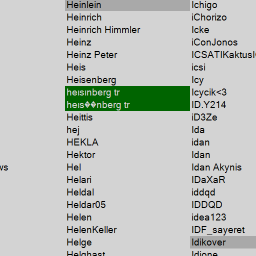 Heinlein
Heinrich
Heinrich Himmler
Heinz
Heinz Peter
Heis
Heisenberg
heısınberg tr
heıs��nberg tr
Heittis
hej
HEKLA
Hektor
Hel
Helari
Heldal
Heldar05
Helen
HelenKeller
Helge
Helghast
ws
Ichigo
iChorizo
Icke
iConJonos
ICSATIKaktusK
icsi
Icy
Icycik<3
ID.Y214
iD3Ze
Ida
idan
Idan
Idan Akynis
IDaXaR
iddqd
IDDQD
idea123
IDF_sayeret
Idikover
Idione